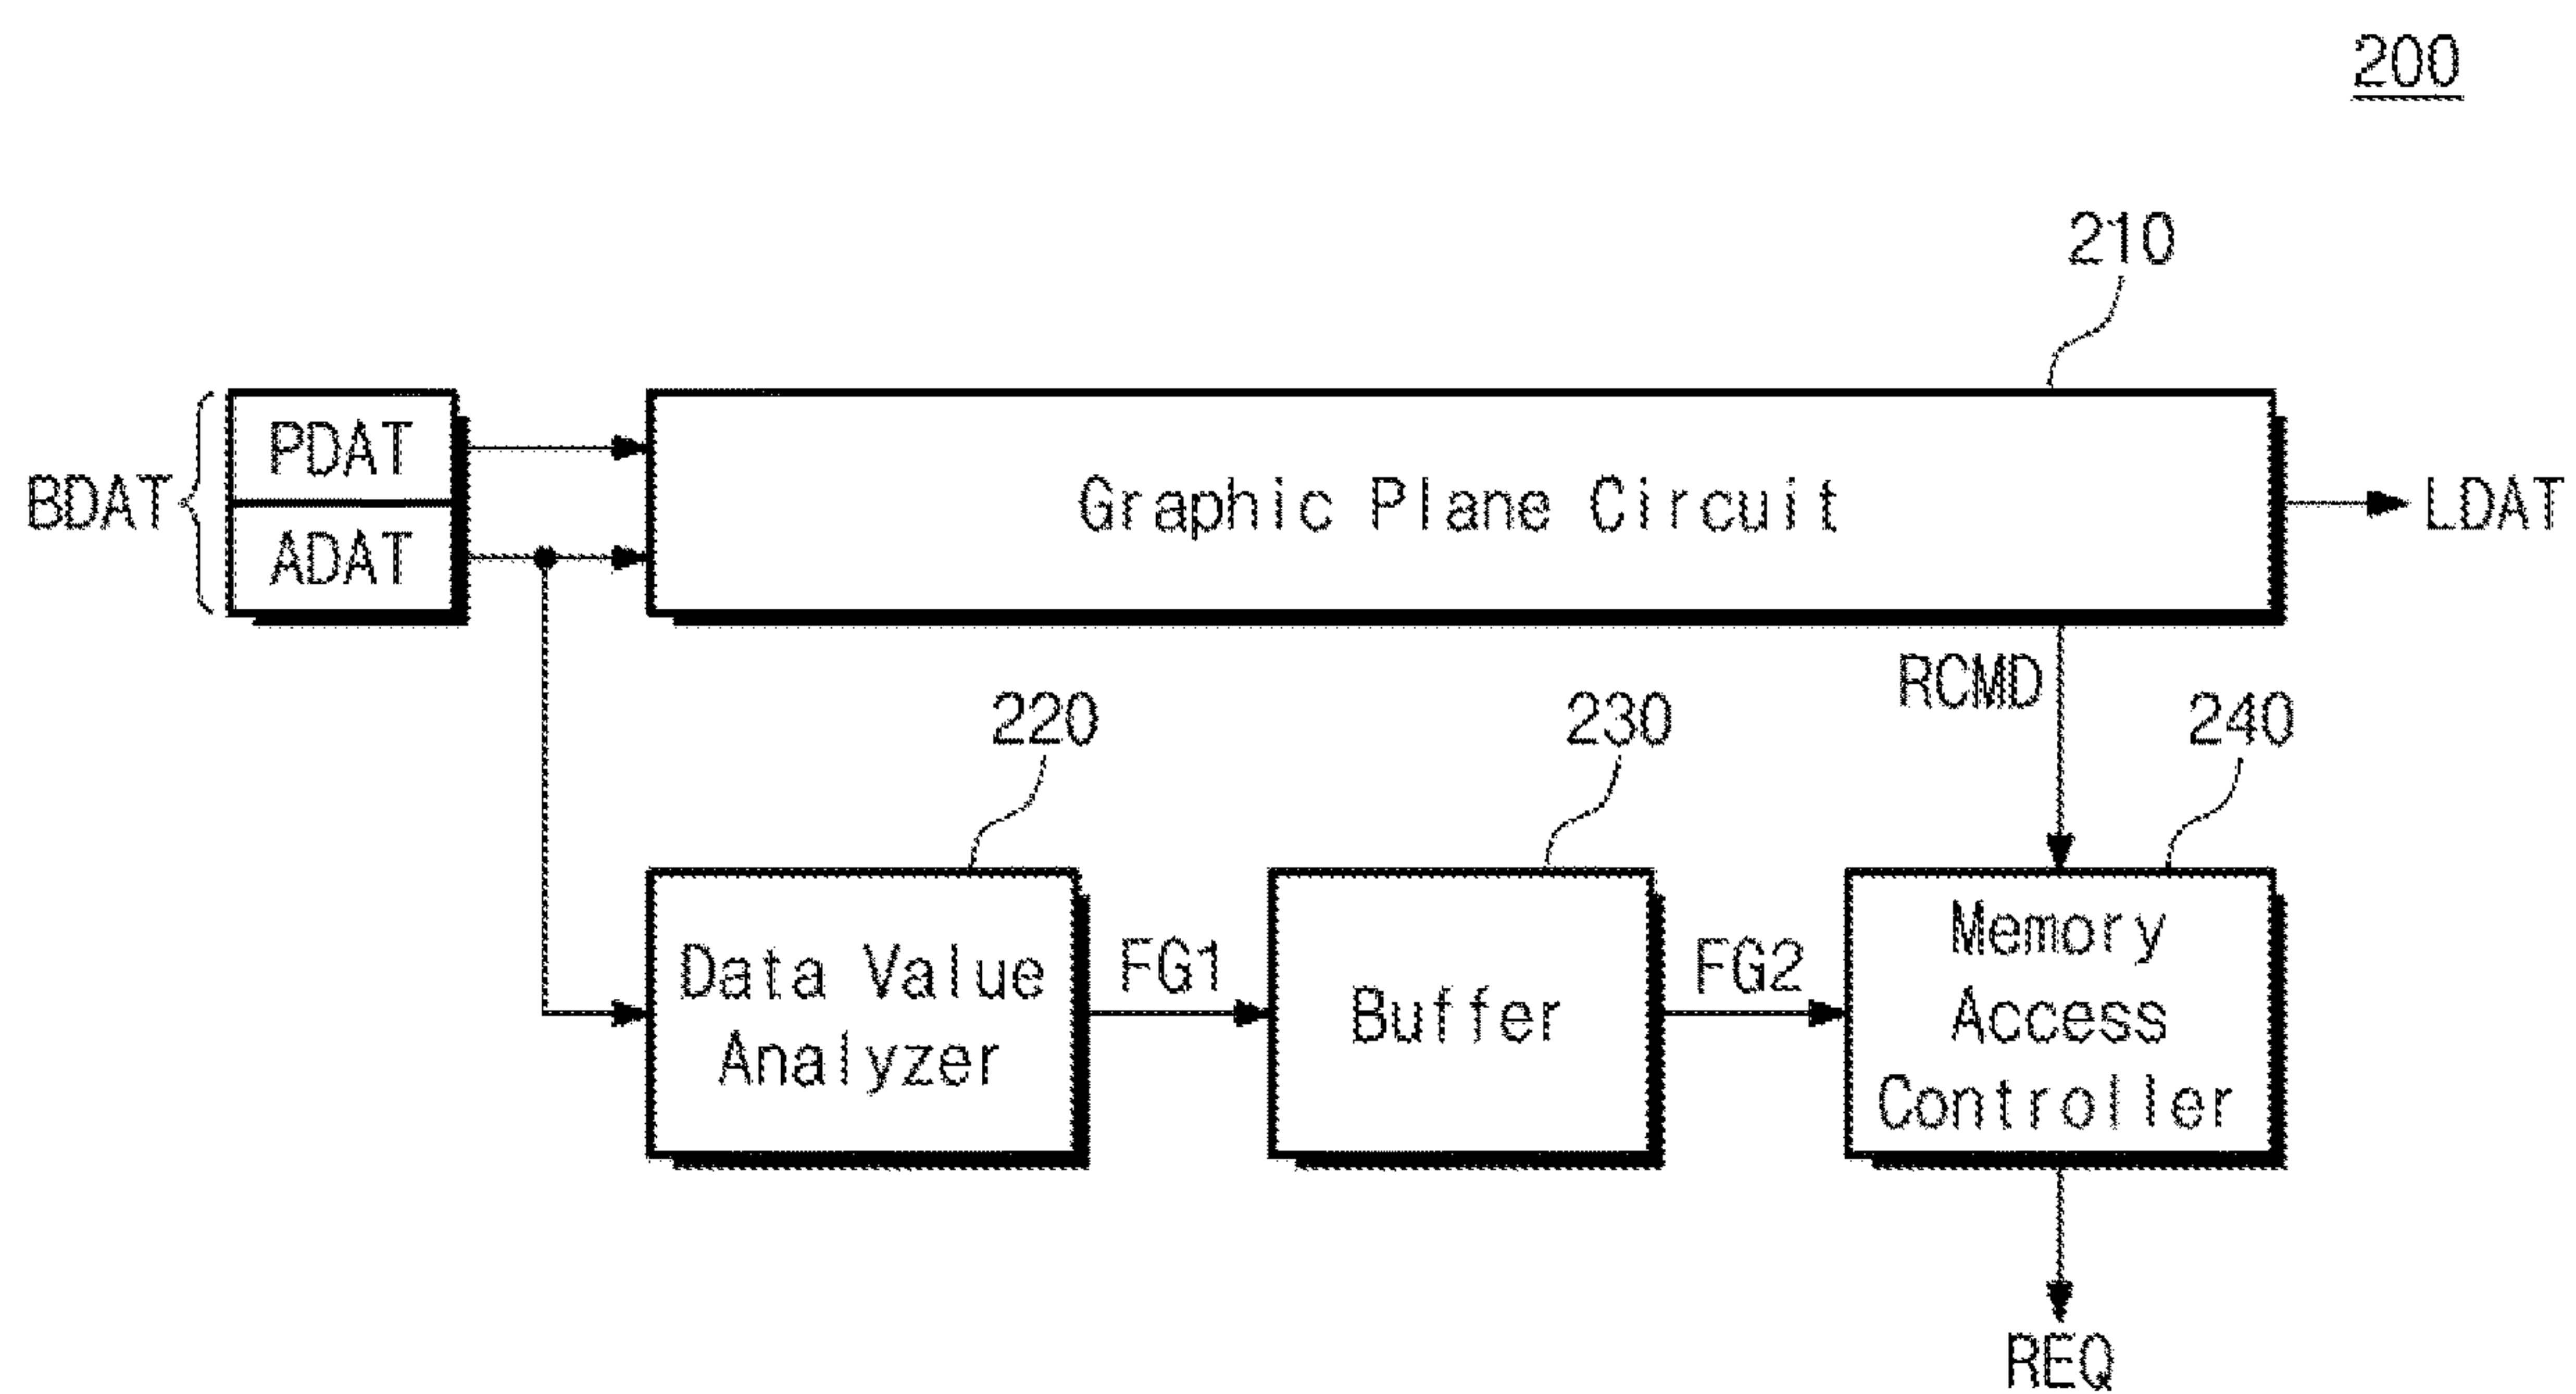 200
210
PDAT
BDAT
ADAT
Graphic Plane Circuit
LDAT
RCMD
220
230
240
Data Value
Analyzer
FG1
Buffer
FG2
Memory
Access
Controller
REQ